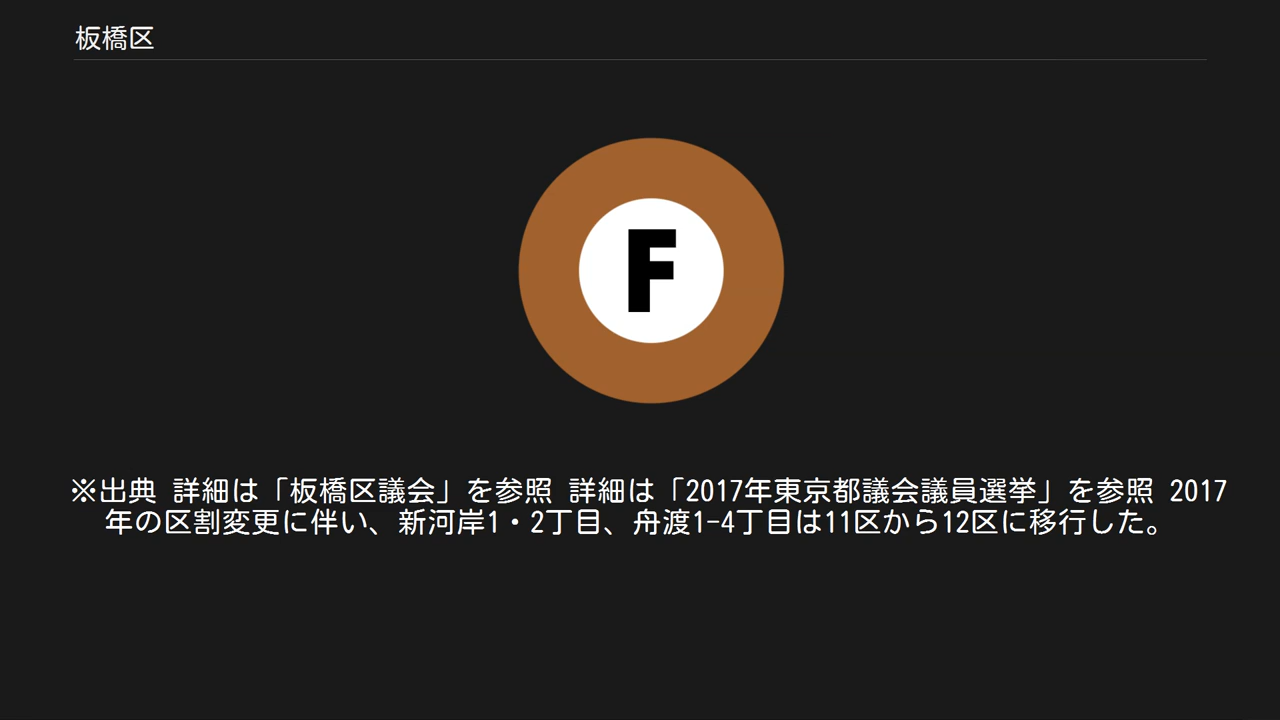 板橋区
F
※出典 詳細は「板橋区議会」を参照 詳細は「2017年東京都議会議員選挙」を参照 2017
年の区割変更に伴い、新河岸1・2丁目、舟渡1-4丁目は11区から12区に移行した。